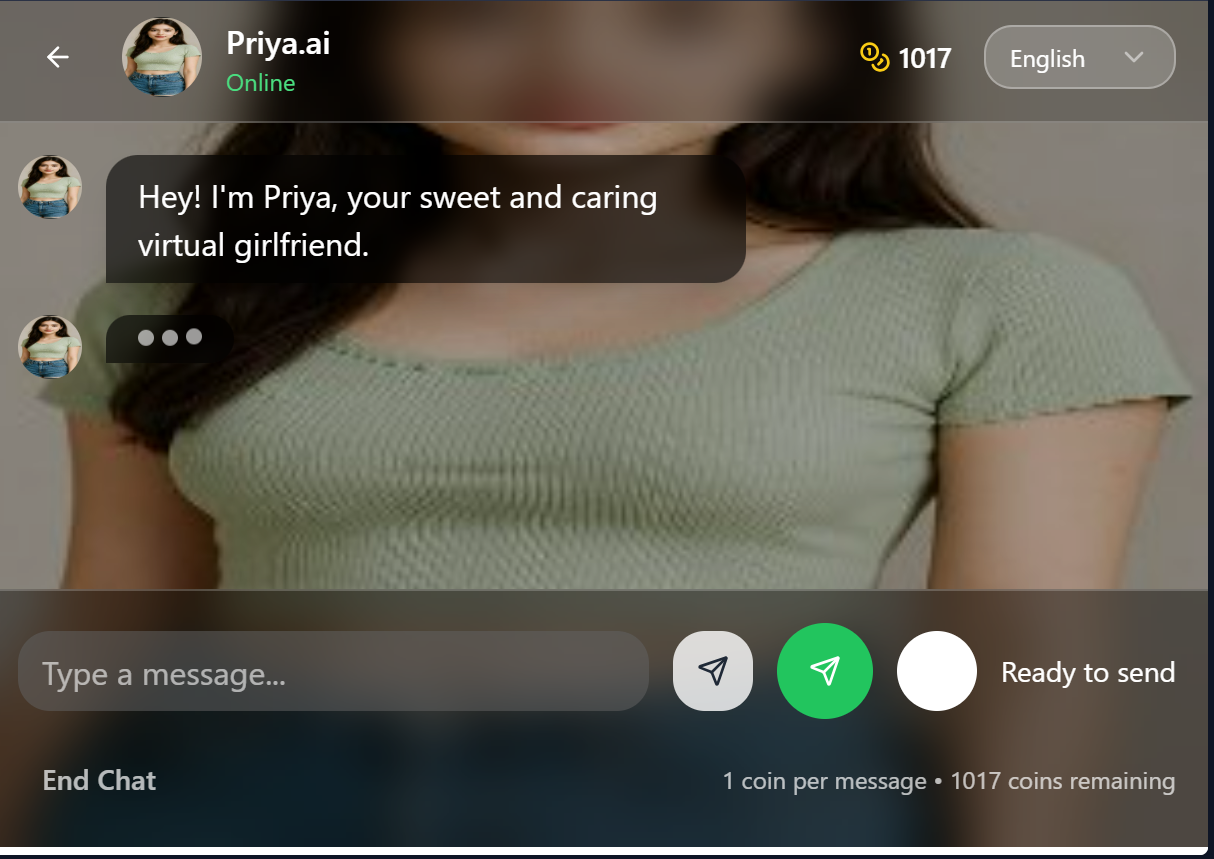 Priya.ai
Online
1017
English
Hey! I'm Priya, your sweet and caring
virtual girlfriend.
Type a message...
Ready to send
End Chat
1 coin per message • 1017 coins remaining